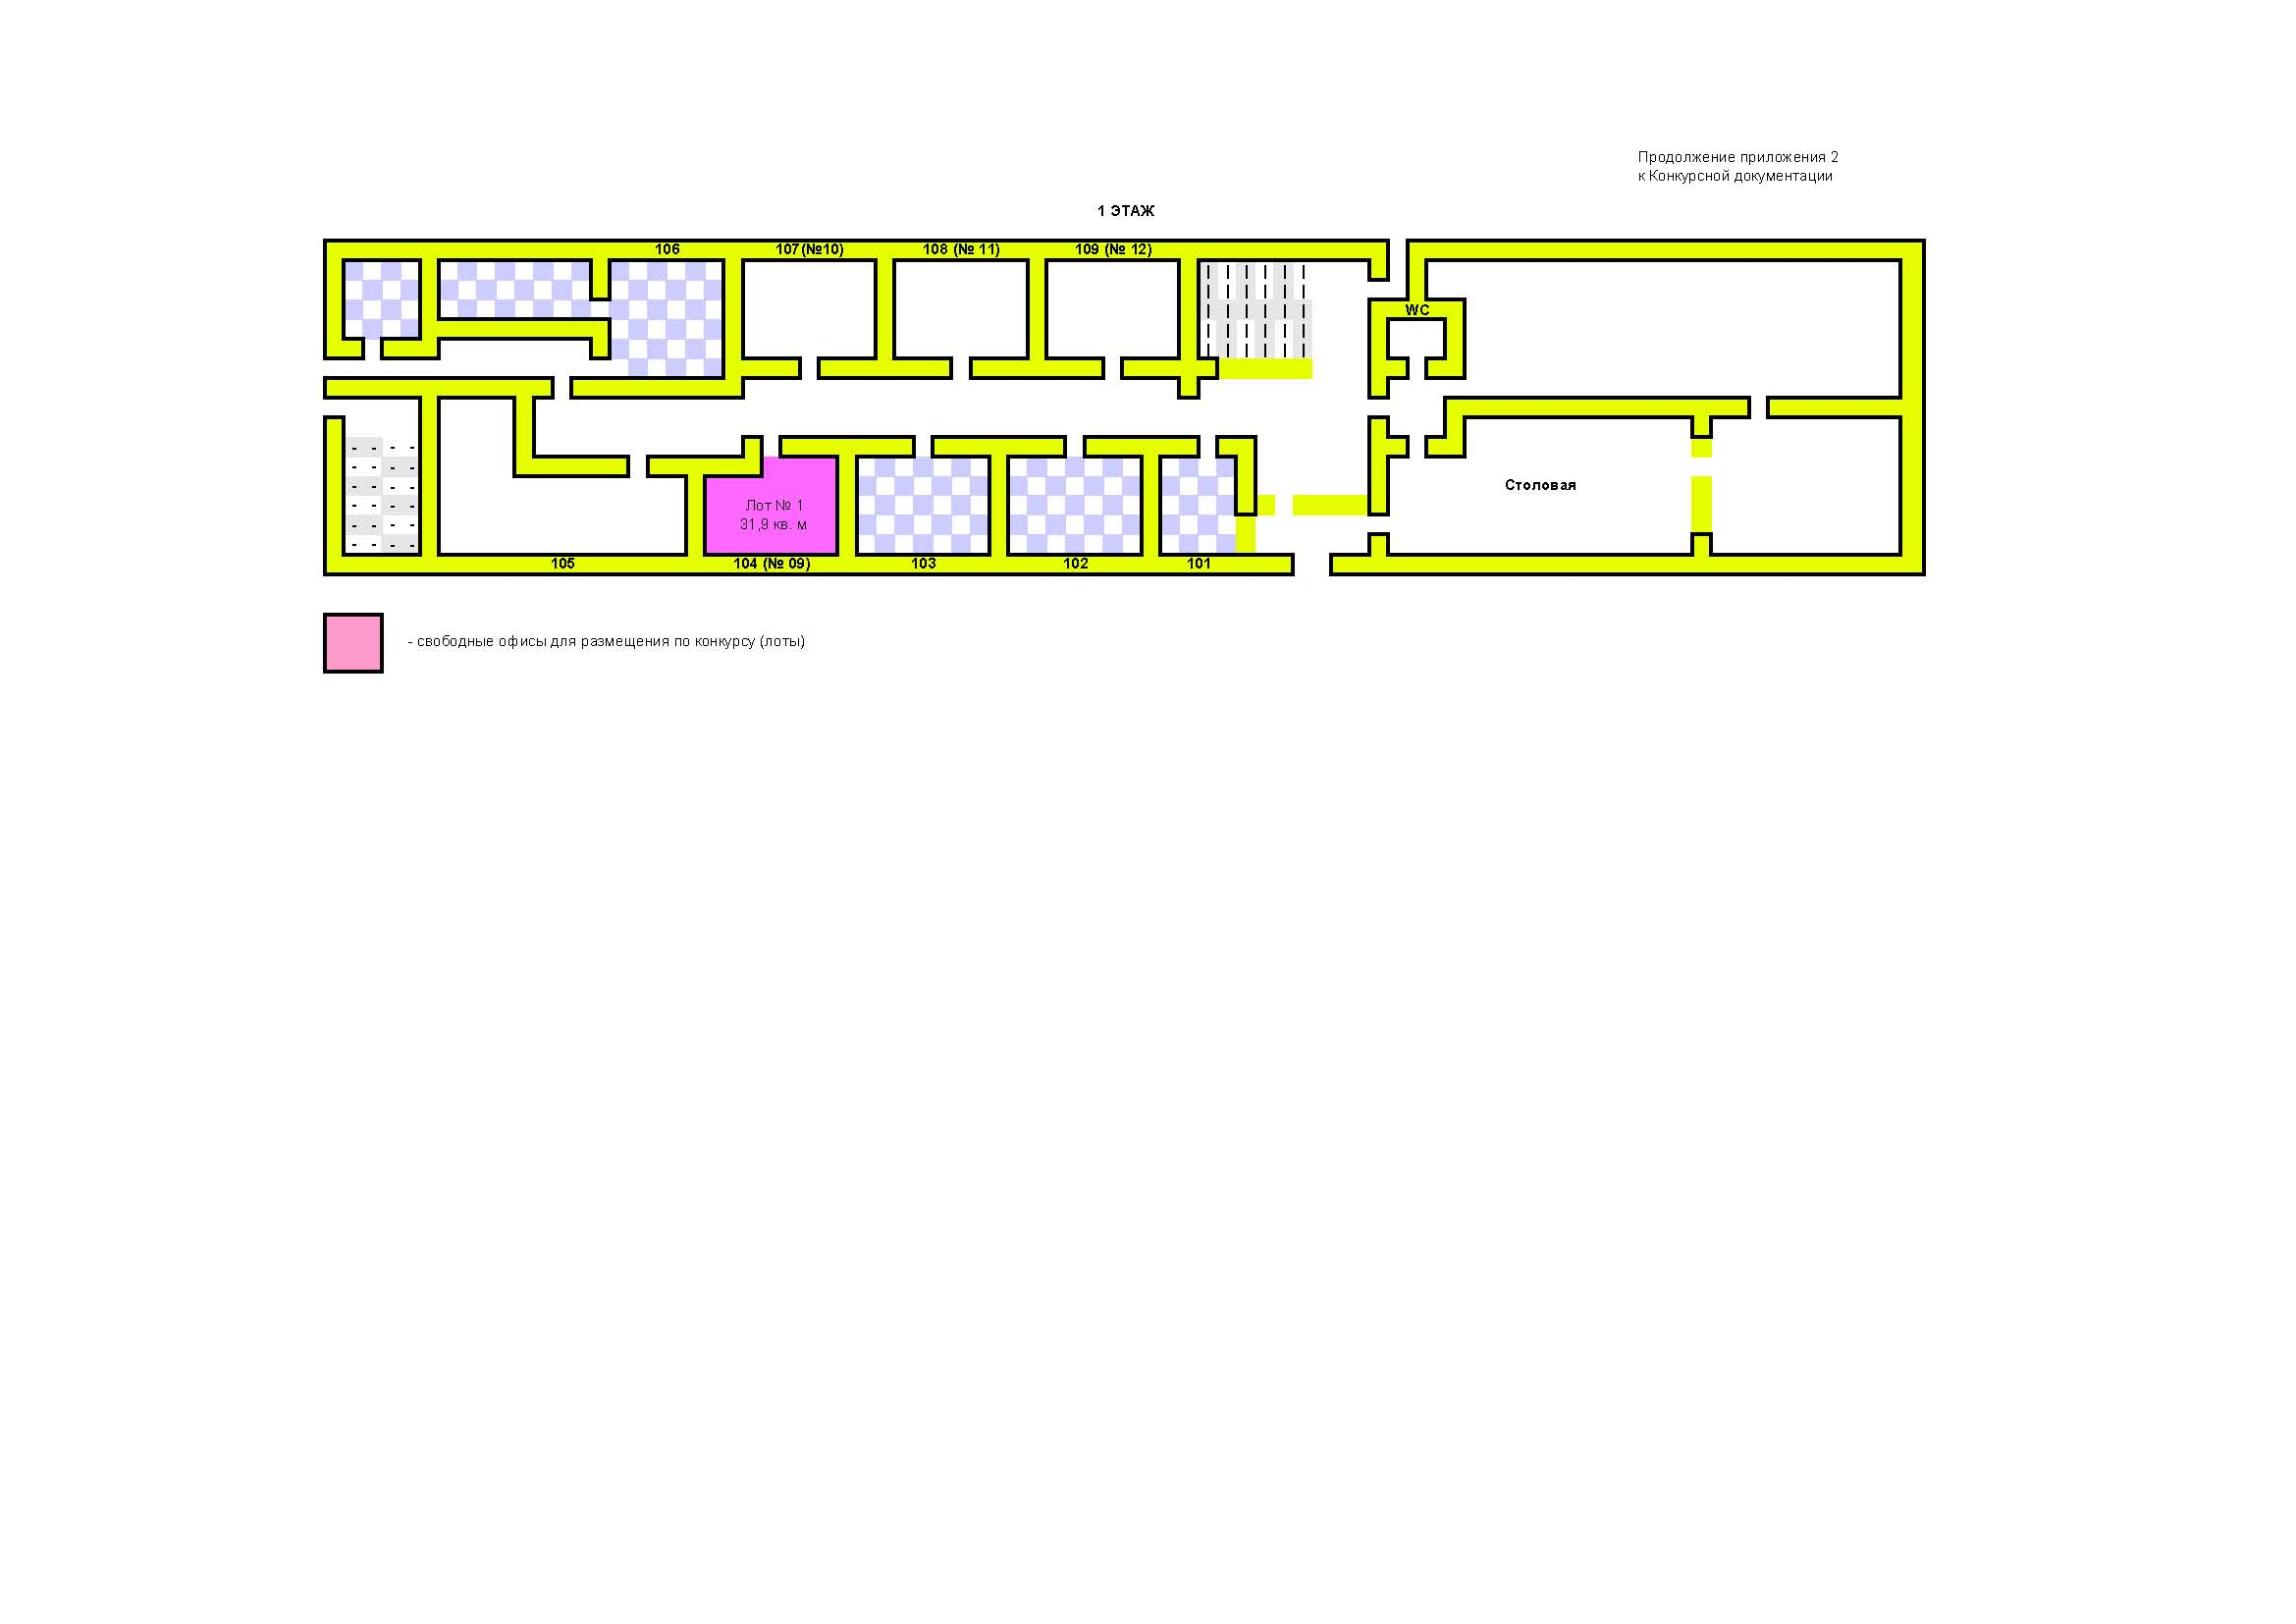 Продолжение приложения 2
к Конкурсной документации
1 ЭТАЖ
106
107(№10)
108 (№ 11)
109 (№ 12)
WC
Столовая
Лот № 1
31,9 кв. м
105
104 (№ 09)
103
102
101
- свободные офисы для размещения по конкурсу (лоты)